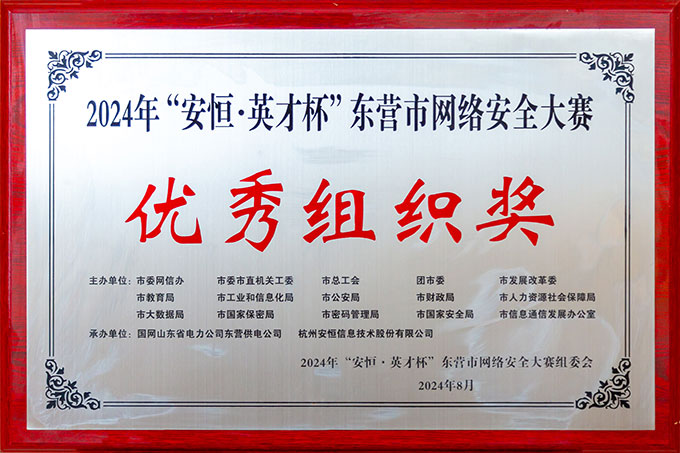 2024年“安恒·英才杯”东营市网络安全大赛
优秀组织奖
主办单位：市委网信办 市委市直机关工委 市总工会 团市委 市发展改革委
市教育局 市工业和信息化局 市公安局 市财政局 市人力资源社会保障局
市大数据局 市国家保密局 市密码管理局 市国家安全局 市信息通信发展办公室
承办单位：国网山东省电力公司东营供电公司 杭州安恒信息技术股份有限公司
2024年“安恒·英才杯”东营市网络安全大赛组委会
2024年8月